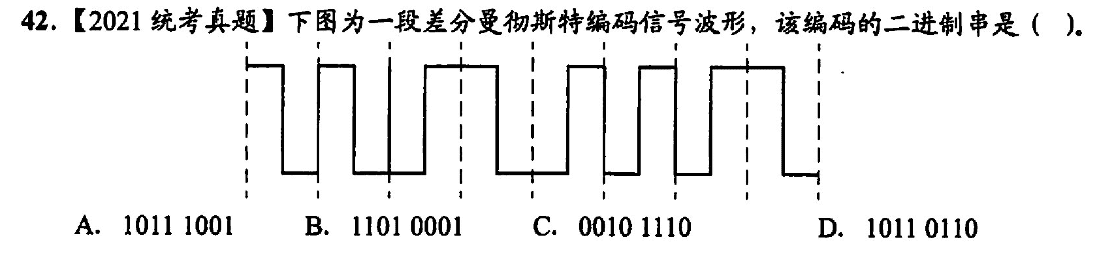 42.【2021 统考真题】下图为一段差分曼彻斯特编码信号波形，该编码的二进制串是（　）。
A. 1011 1001　B. 1101 0001　C. 0010 1110　D. 1011 0110